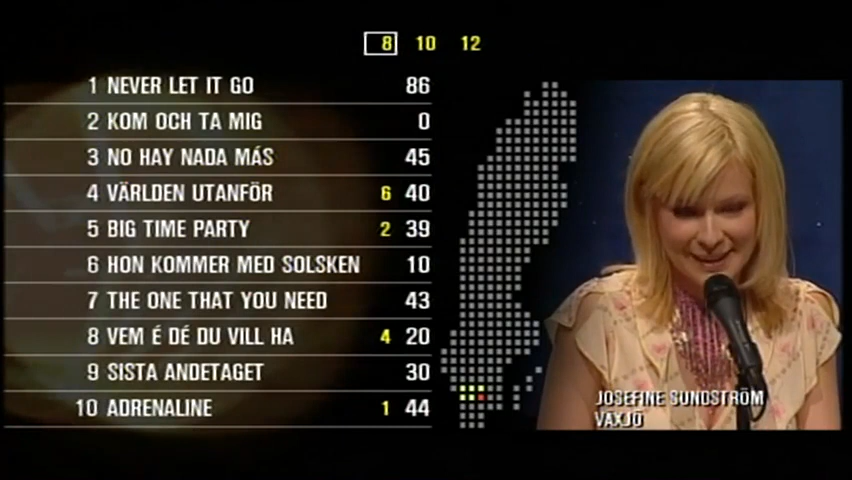 8 10 12
1 NEVER LET IT GO 86
2 KOM OCH TA MIG 0
3 NO HAY NADA MÁS 45
4 VÄRLDEN UTANFÖR 6 40
5 BIG TIME PARTY 2 39
6 HON KOMMER MED SOLSKEN 10
7 THE ONE THAT YOU NEED 43
8 VEM É DÉ DU VILL HA 4 20
9 SISTA ANDETAGET 30
10 ADRENALINE 1 44
JOSEFINE SUNDSTRÖM
VÄXJÖ